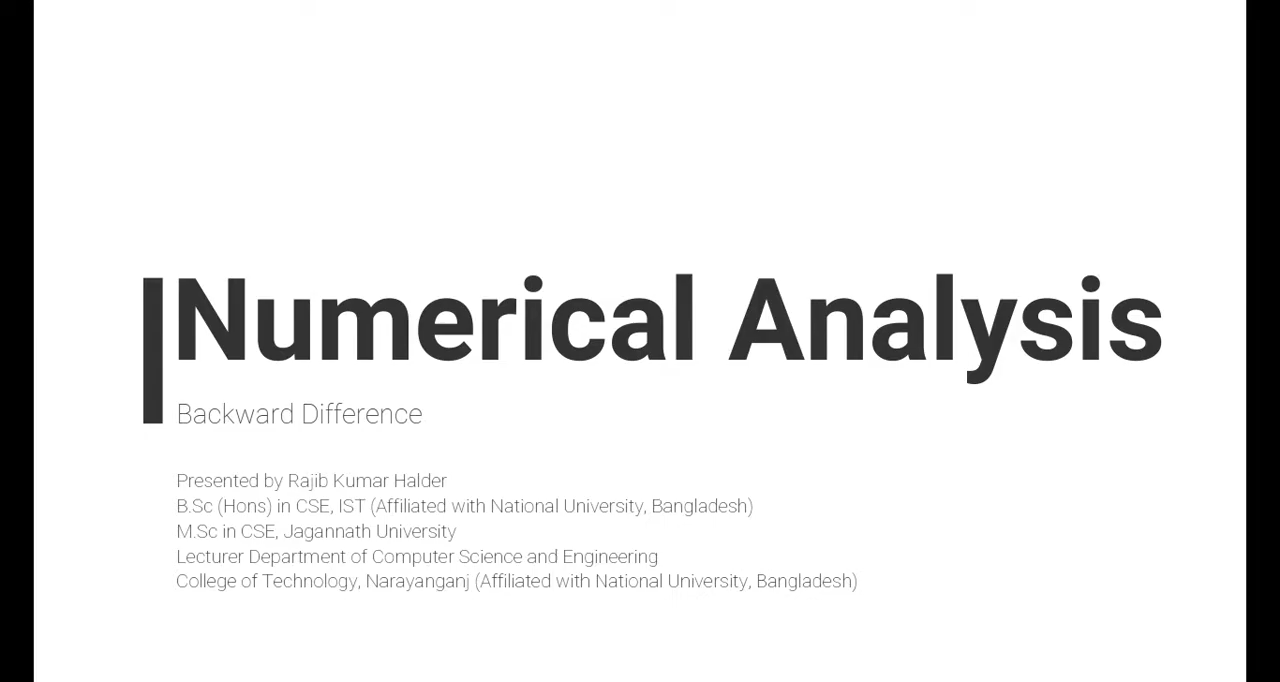 Numerical Analysis
Backward Difference
Presented by Rajib Kumar Halder
B.Sc (Hons) in CSE, IST (Affiliated with National University, Bangladesh)
M.Sc in CSE, Jagannath University
Lecturer Department of Computer Science and Engineering
College of Technology, Narayanganj (Affiliated with National University, Bangladesh)